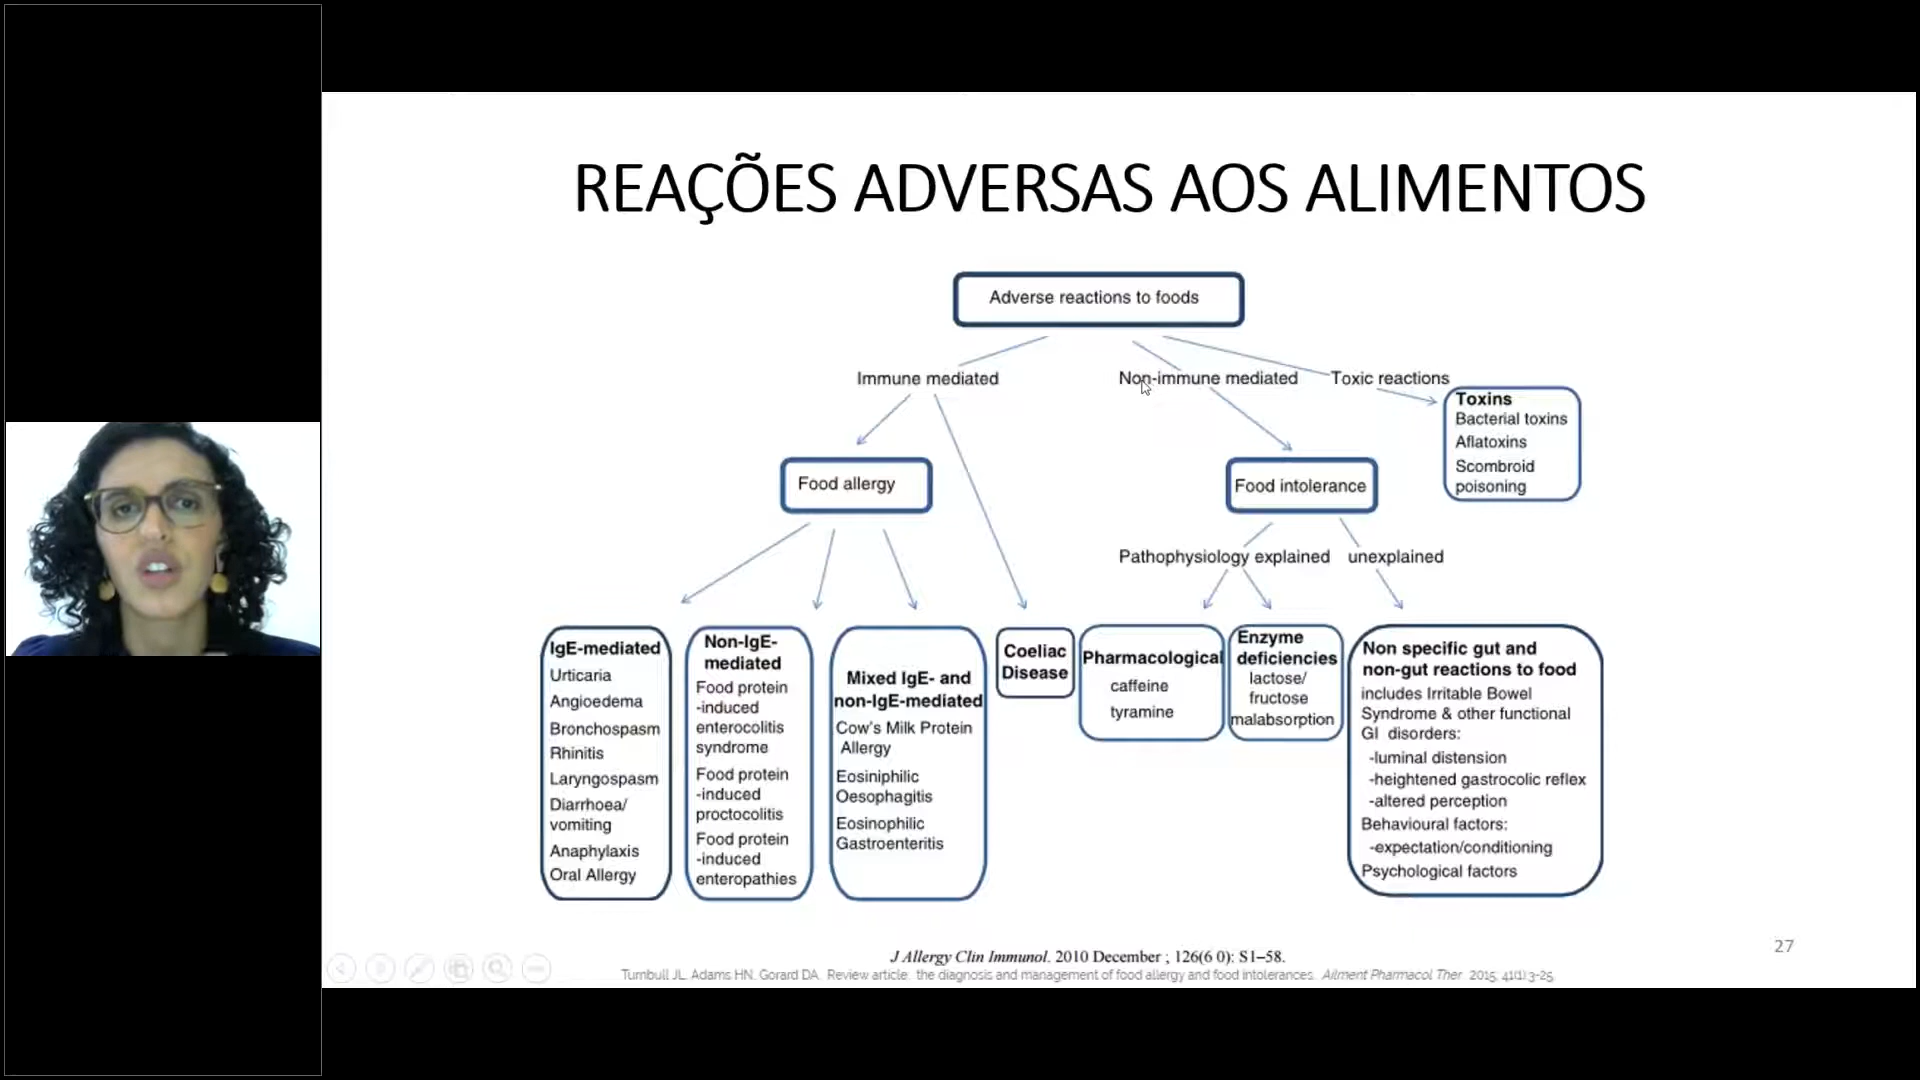 REAÇÕES ADVERSAS AOS ALIMENTOS
Adverse reactions to foods
Immune mediated
Non-immune mediated
Toxic reactions
Toxins
Bacterial toxins
Aflatoxins
Scombroid
poisoning
Food allergy
Food intolerance
Pathophysiology explained
unexplained
IgE-mediated
Urticaria
Angioedema
Bronchospasm
Rhinitis
Laryngospasm
Diarrhoea/
vomiting
Anaphylaxis
Oral Allergy
Non-IgE-
mediated
Food protein
-induced
enterocolitis
syndrome
Food protein
-induced
proctocolitis
Food protein
-induced
enteropathies
Mixed IgE- and
non-IgE-mediated
Cow's Milk Protein
Allergy
Eosiniphilic
Oesophagitis
Eosinophilic
Gastroenteritis
Coeliac
Disease
Pharmacological
caffeine
tyramine
Enzyme
deficiencies
lactose/
fructose
malabsorption
Non specific gut and
non-gut reactions to food
includes Irritable Bowel
Syndrome & other functional
GI disorders:
-luminal distension
-heightened gastrocolic reflex
-altered perception
Behavioural factors:
-expectation/conditioning
Psychological factors
J Allergy Clin Immunol. 2010 December ; 126(6 0): S1–58.
Turnbull JL, Adams HN, Gorard DA. Review article: the diagnosis and management of food allergy and food intolerances. Ailment Pharmacol Ther 2015; 41(1):3-25.
27